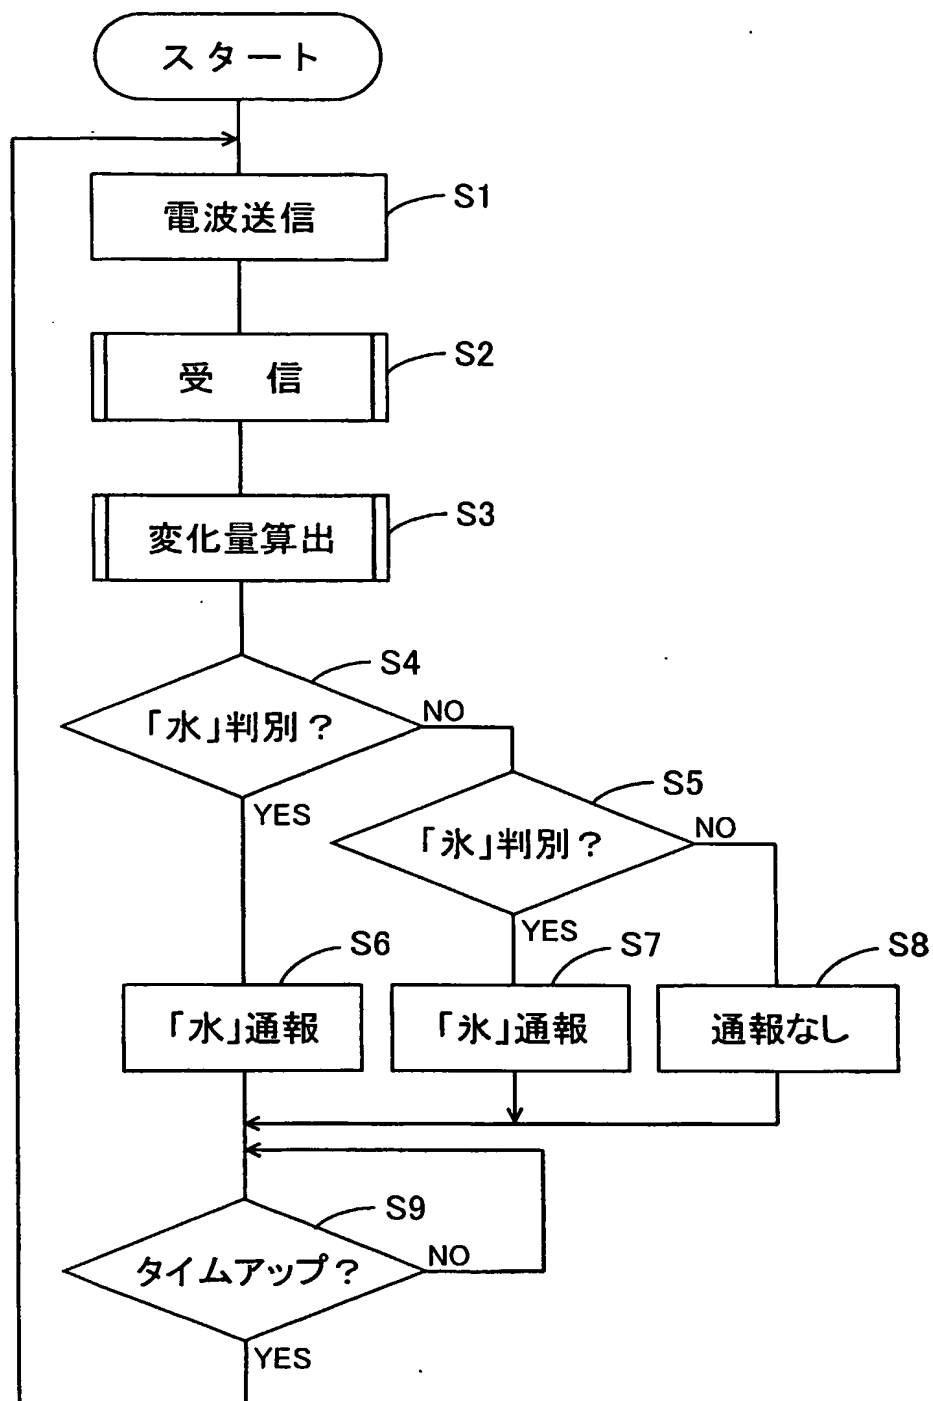 スタート
電波送信
S1
受 信
S2
変化量算出
S3
「水」判別？
S4
NO
YES
「氷」判別？
S5
NO
YES
「水」通報
S6
「氷」通報
S7
通報なし
S8
タイムアップ？
S9
NO
YES